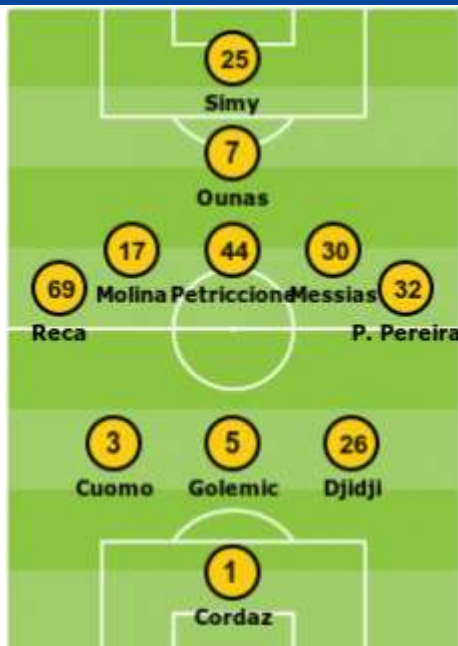 25
Simy
7
Ounas
17 44 30
69 Molina Petriccione Messias 32
Reca P. Pereira
3 5 26
Cuomo Golemic Djidji
1
Cordaz